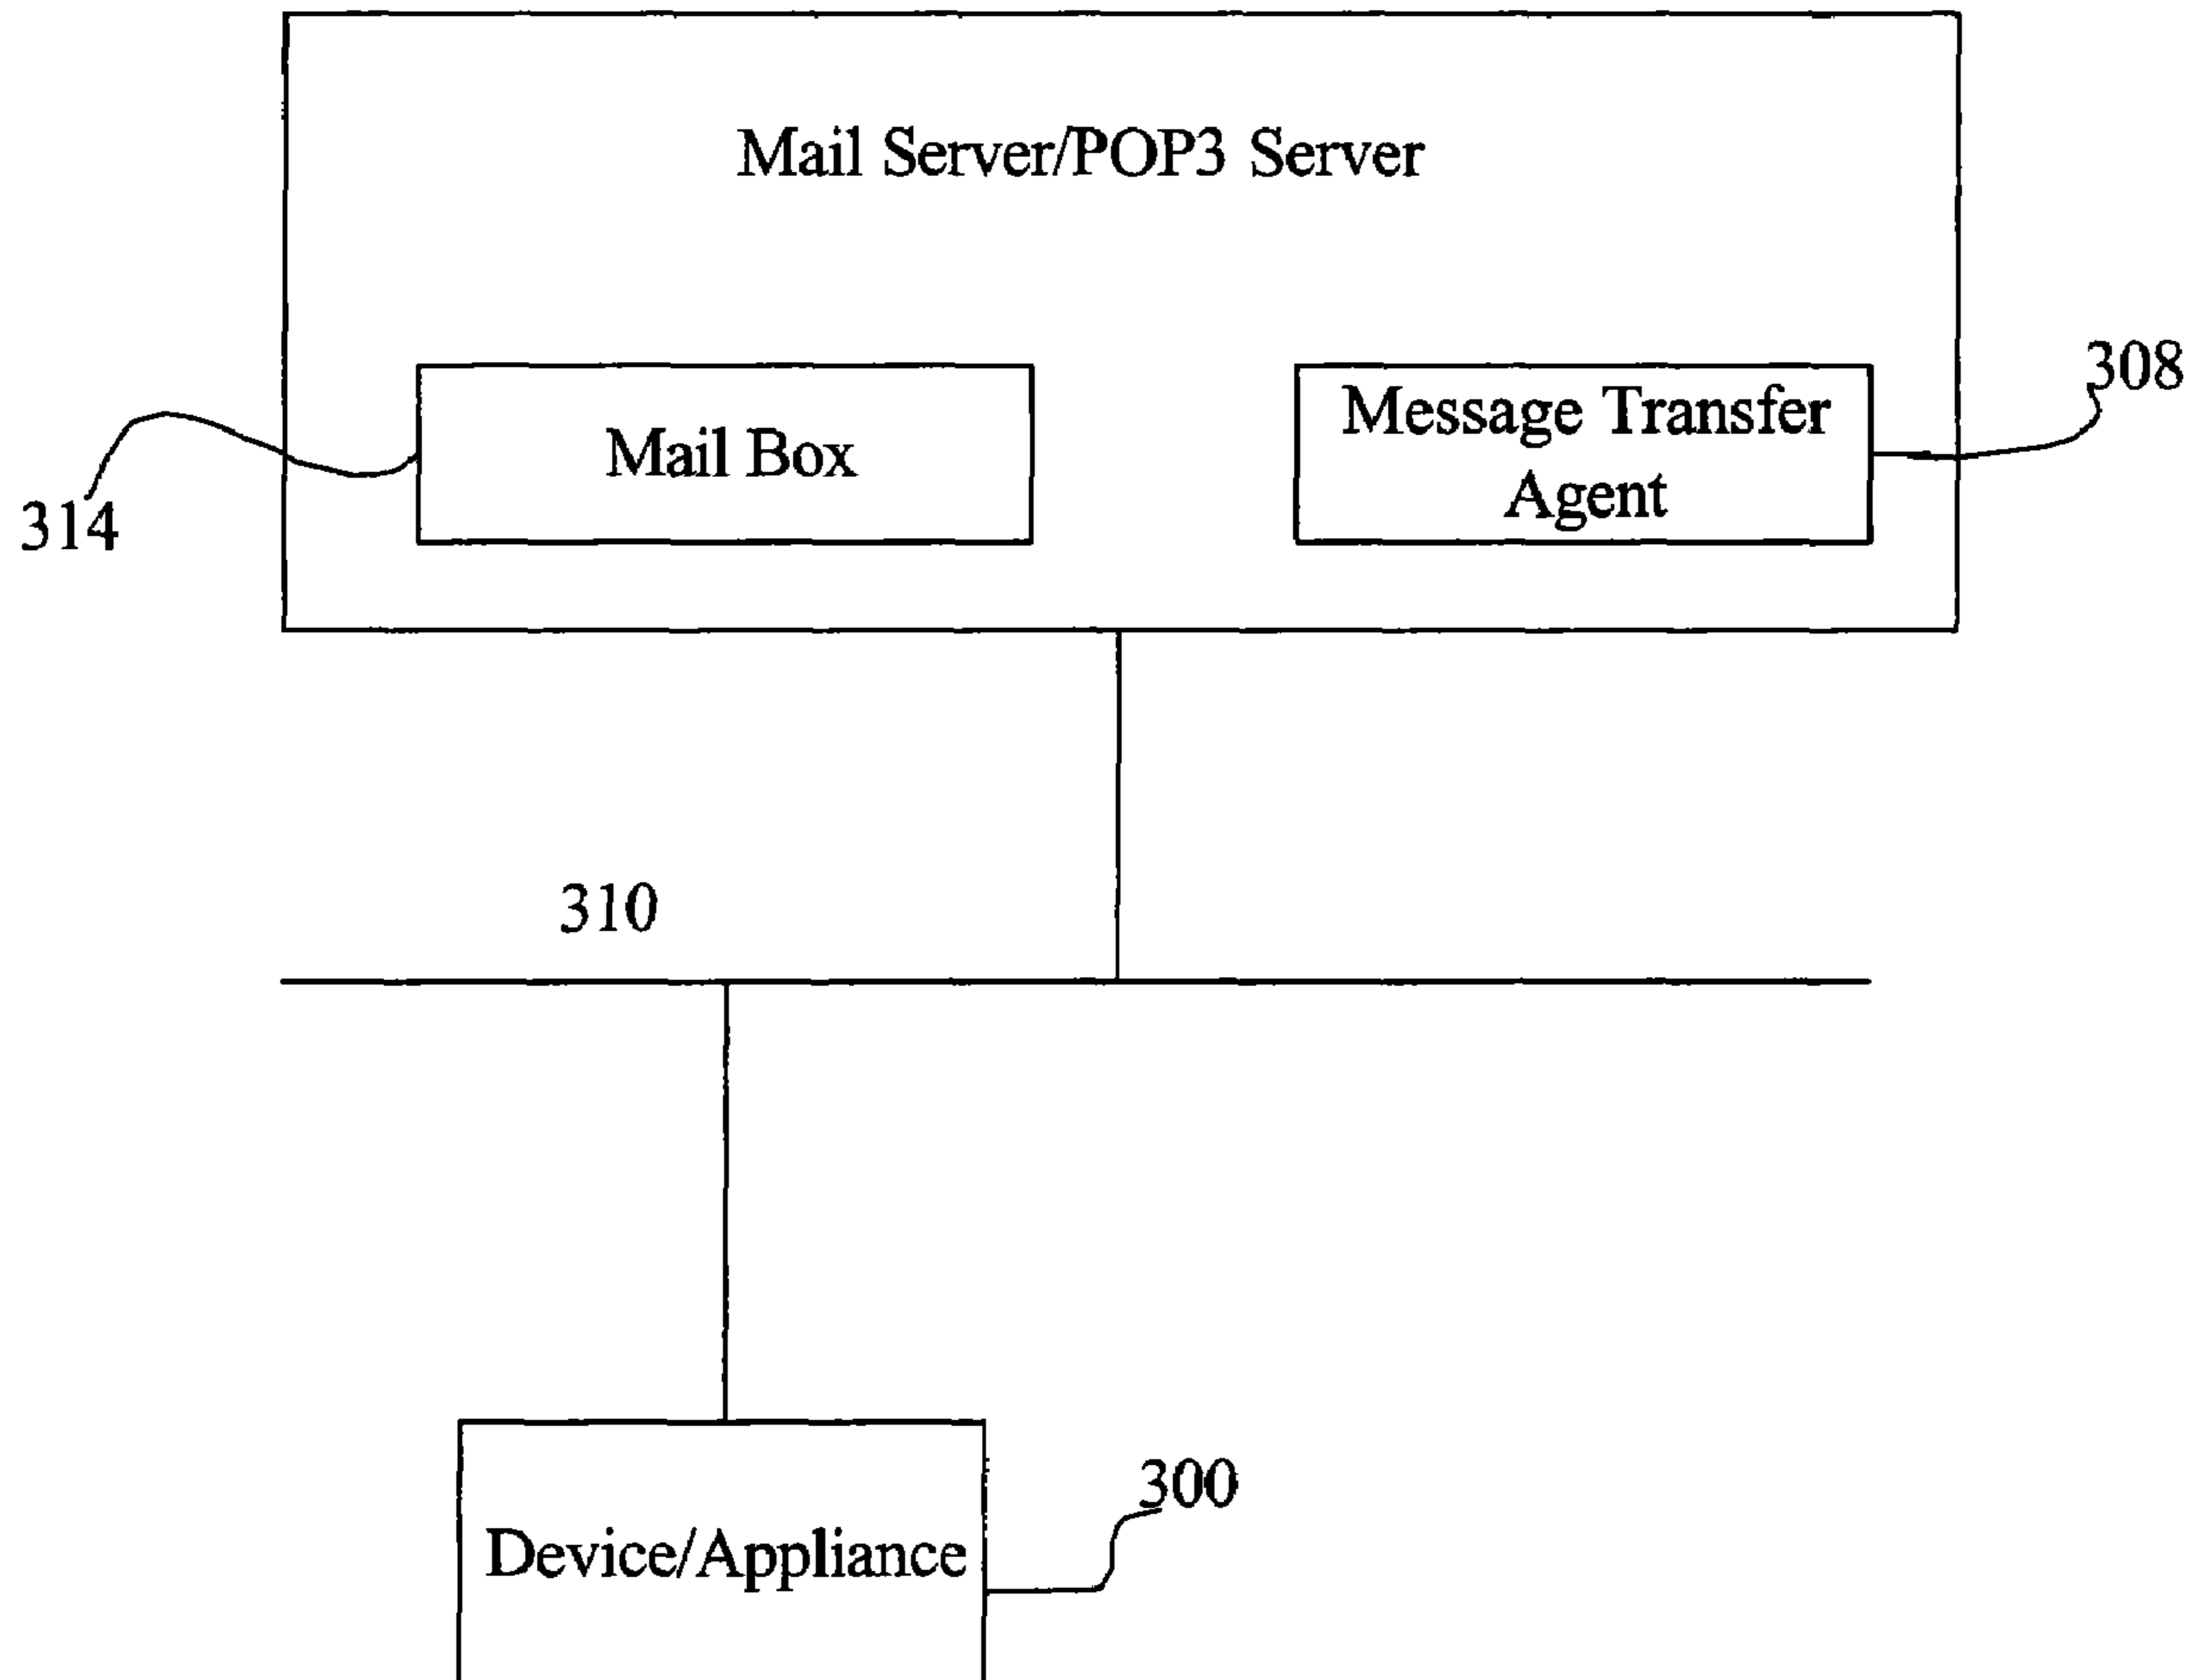 Mail Server/POP3 Server
308
Mail Box
Message Transfer
Agent
314
310
300
Device/Appliance